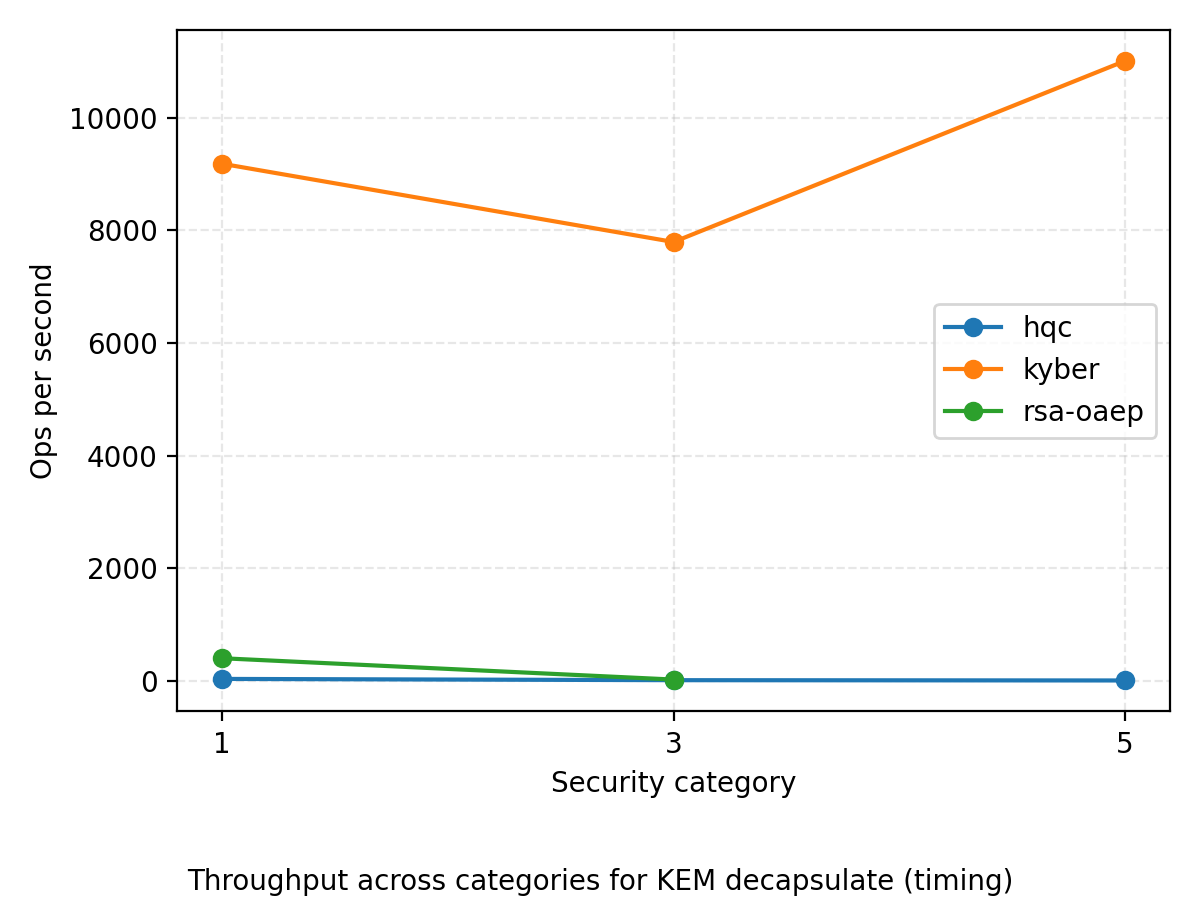 10000
8000
6000
4000
2000
0
Ops per second
hqc
kyber
rsa-oaep
1 3 5
Security category
Throughput across categories for KEM decapsulate (timing)